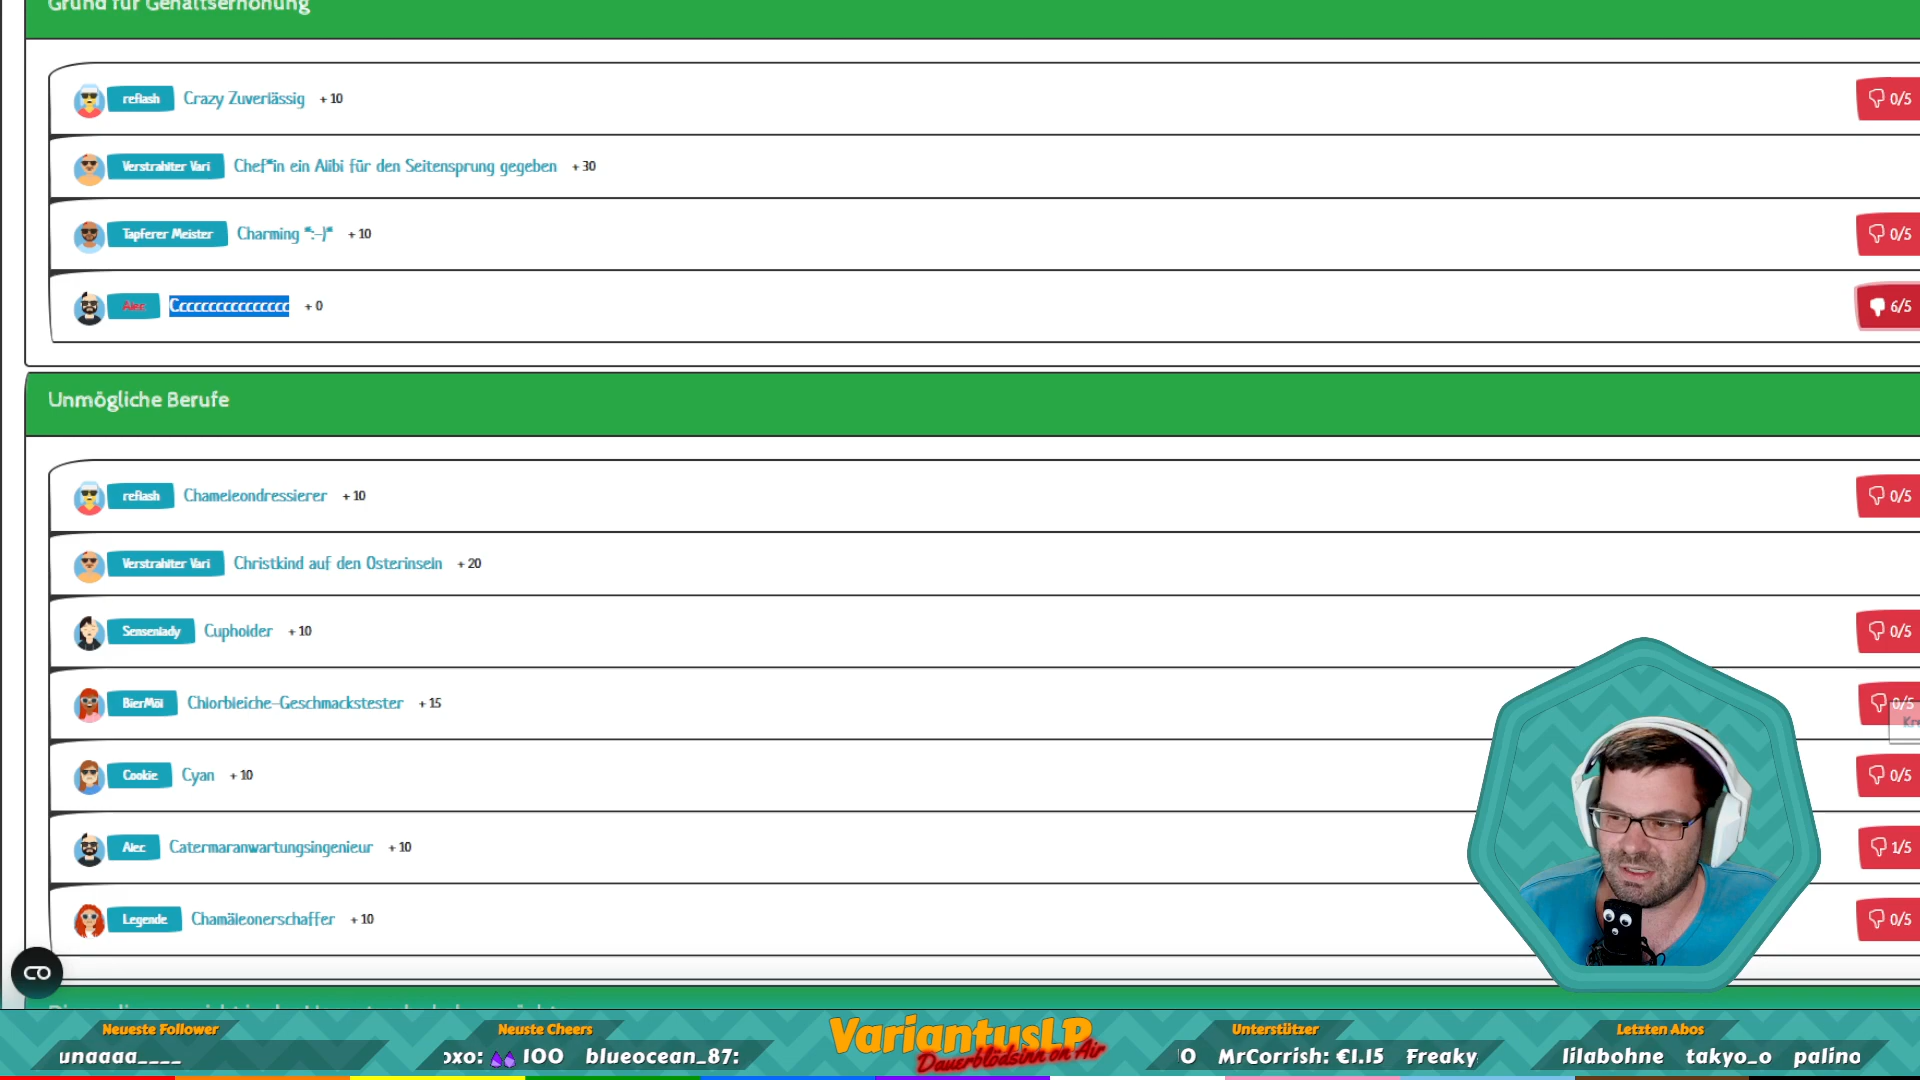 Grund für Gehaltserhöhung
reflash Crazy Zuverlässig + 10 0/5
Verstrahlter Vari Chef*in ein Alibi für den Seitensprung gegeben + 30
Tapferer Meister Charming *:-)* + 10 0/5
Alec Cccccccccccccccc + 0 6/5
Unmögliche Berufe
reflash Chameleondressierer + 10 0/5
Verstrahlter Vari Christkind auf den Osterinseln + 20
Sensenlady Cupholder + 10 0/5
BierMöl Chlorbleiche-Geschmackstester + 15 0/5
Cookie Cyan + 10 0/5
Alec Catermaranwartungsingenieur + 10 1/5
Legende Chamäleonerschaffer + 10 0/5
Neueste Follower Neuste Cheers VariantusLP Unterstützer Letzten Abos
unaaaa____ oxo: 100 blueocean_87: Dauerblödsinn on Air 0 MrCorrish: €1.15 Freaky lilabohne takyo_o palino